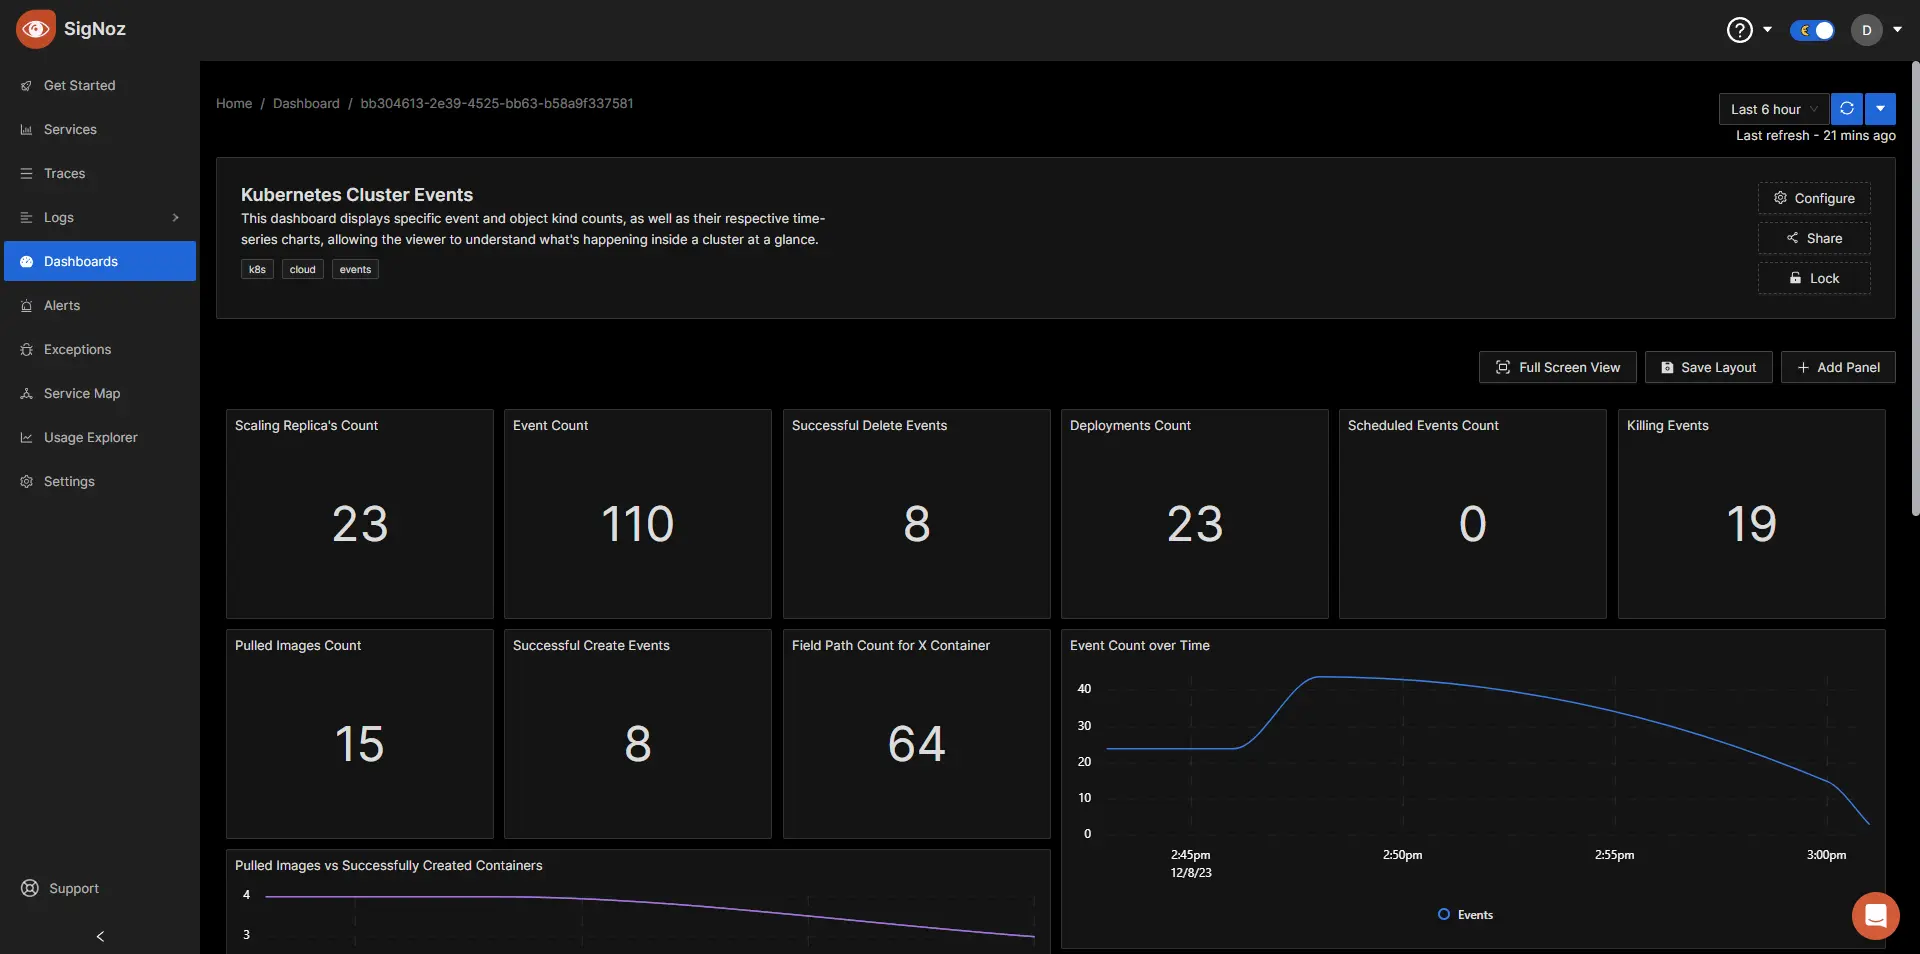 SigNoz
D
Get Started
Services
Traces
Logs
Dashboards
Alerts
Exceptions
Service Map
Usage Explorer
Settings
Support
Home / Dashboard / bb304613-2e39-4525-bb63-b58a9f337581
Last 6 hour
Last refresh - 21 mins ago
Kubernetes Cluster Events
This dashboard displays specific event and object kind counts, as well as their respective time-
series charts, allowing the viewer to understand what's happening inside a cluster at a glance.
k8s cloud events
Configure
Share
Lock
Full Screen View Save Layout + Add Panel
Scaling Replica's Count
23
Event Count
110
Successful Delete Events
8
Deployments Count
23
Scheduled Events Count
0
Killing Events
19
Pulled Images Count
15
Successful Create Events
8
Field Path Count for X Container
64
Event Count over Time
40
30
20
10
0
2:45pm 2:50pm 2:55pm 3:00pm
12/8/23
Events
Pulled Images vs Successfully Created Containers
4
3